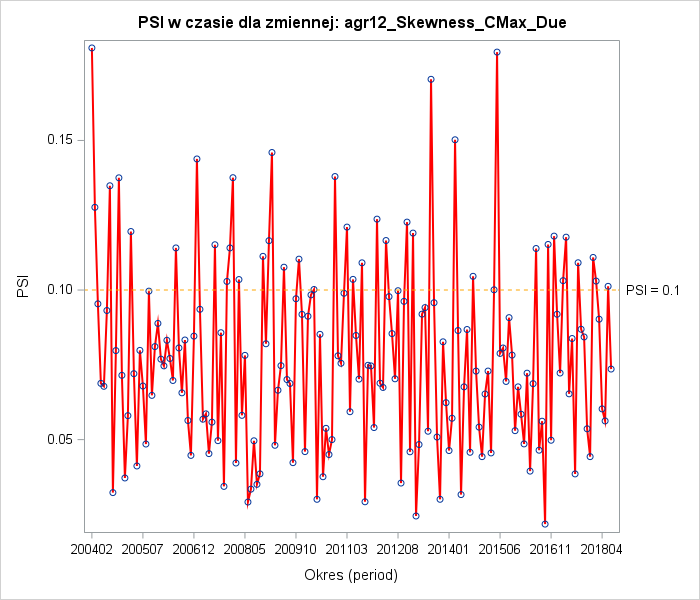 PSI w czasie dla zmiennej: agr12_Skewness_CMax_Due
0.15
0.10
0.05
PSI
PSI = 0.1
200402 200507 200612 200805 200910 201103 201208 201401 201506 201611 201804
Okres (period)